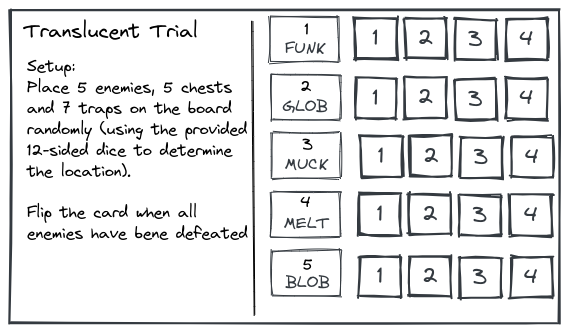 Translucent Trial
Setup:
Place 5 enemies, 5 chests
and 7 traps on the board
randomly (using the provided
12-sided dice to determine
the location).
Flip the card when all
enemies have bene defeated
1
FUNK
1 2 3 4
2
GLOB
1 2 3 4
3
MUCK
1 2 3 4
4
MELT
1 2 3 4
5
BLOB
1 2 3 4